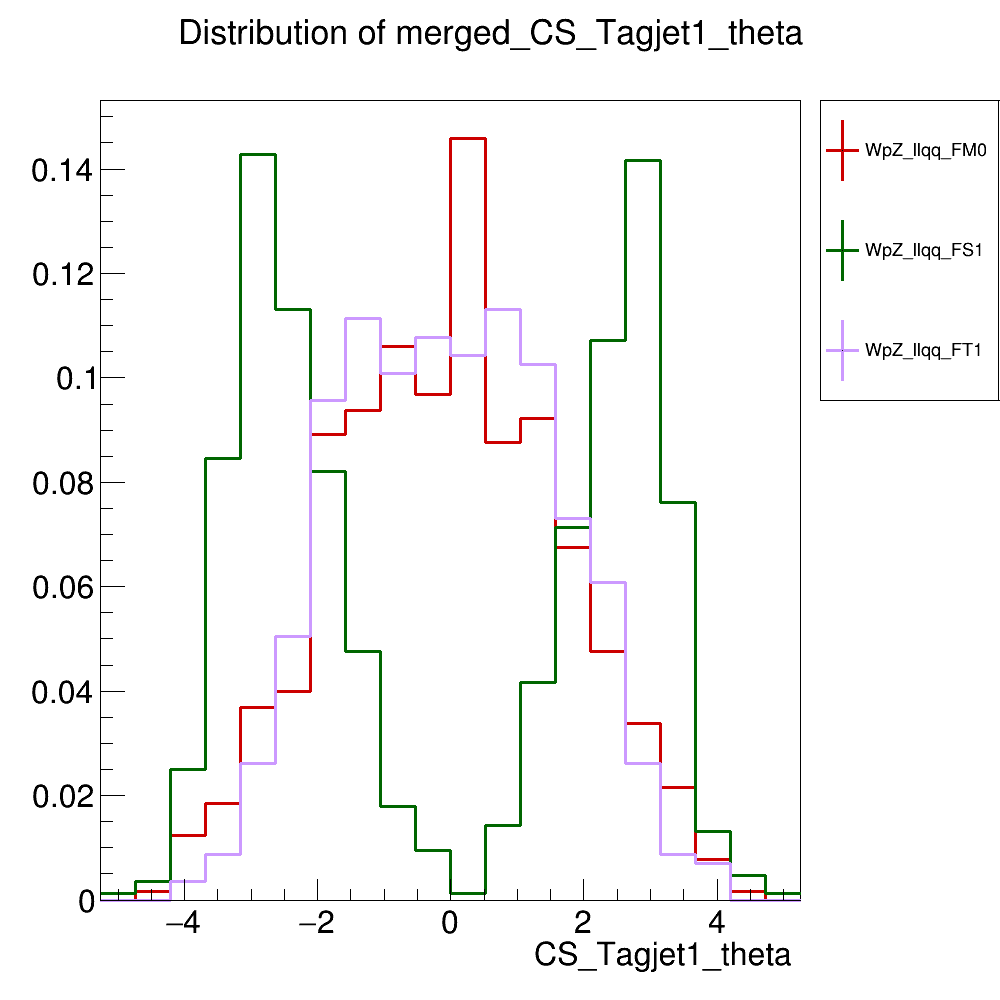 Distribution of merged_CS_Tagjet1_theta
WpZ_llqq_FM0
WpZ_llqq_FS1
WpZ_llqq_FT1
0.14
0.12
0.1
0.08
0.06
0.04
0.02
0
−4 −2 0 2 4
CS_Tagjet1_theta